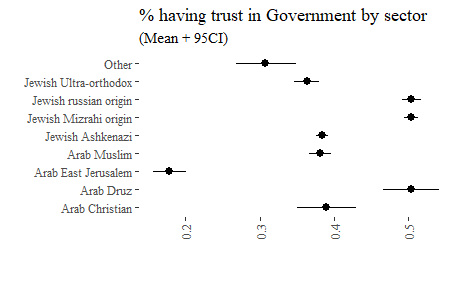 % having trust in Government by sector
(Mean + 95CI)
Other
Jewish Ultra-orthodox
Jewish russian origin
Jewish Mizrahi origin
Jewish Ashkenazi
Arab Muslim
Arab East Jerusalem
Arab Druz
Arab Christian
0.2
0.3
0.4
0.5